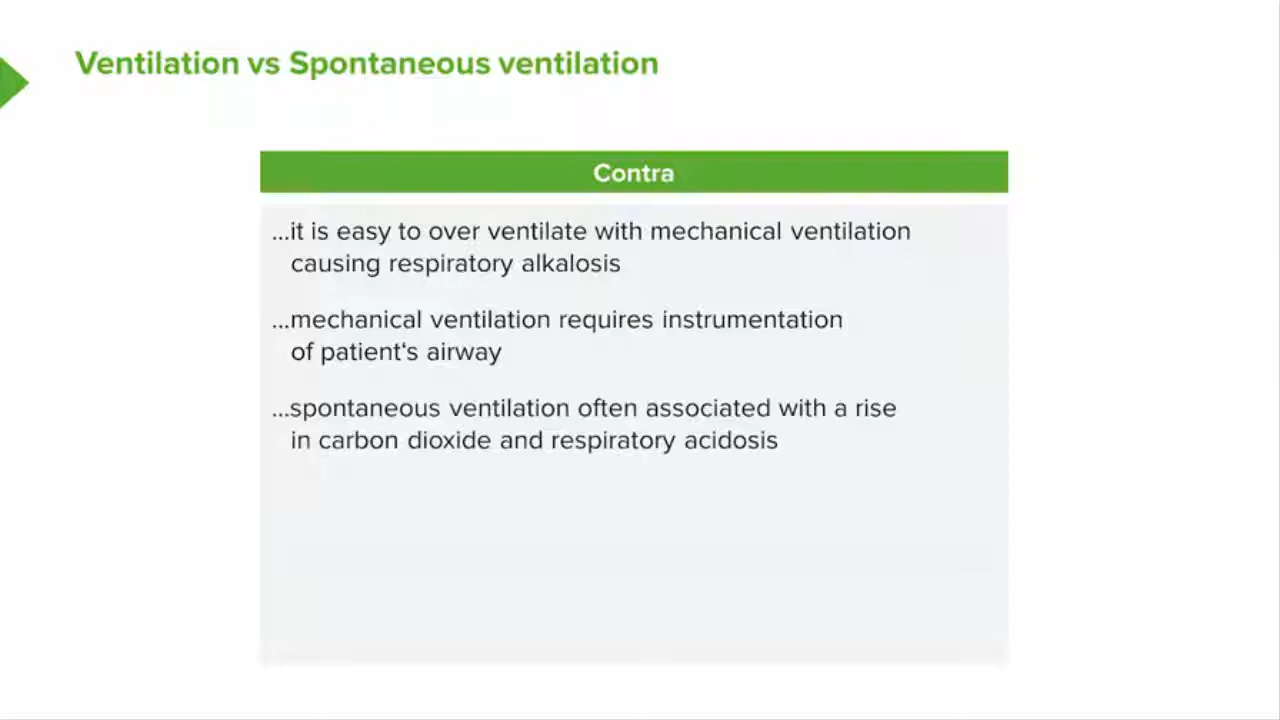 Ventilation vs Spontaneous ventilation
Contra
...it is easy to over ventilate with mechanical ventilation
causing respiratory alkalosis
...mechanical ventilation requires instrumentation
of patient‘s airway
...spontaneous ventilation often associated with a rise
in carbon dioxide and respiratory acidosis